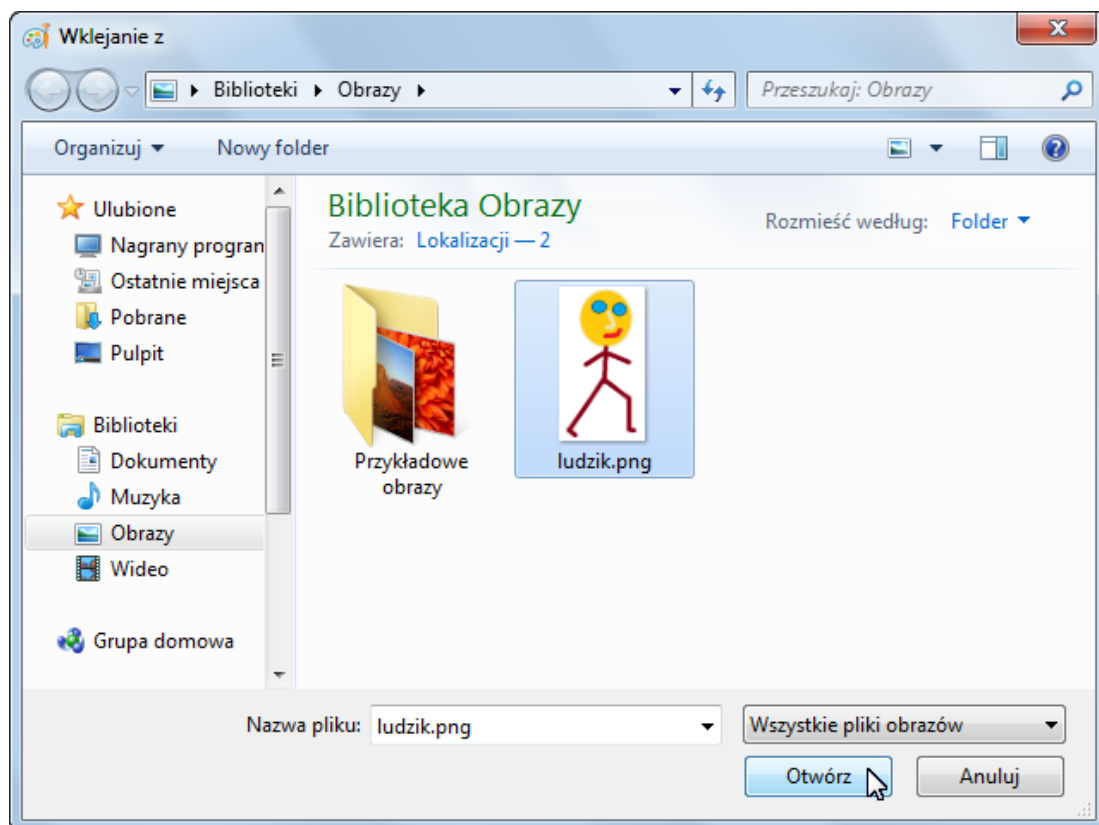 Wklejanie z
Biblioteki Obrazy
Przeszukaj: Obrazy
Organizuj
Nowy folder
Ulubione
Nagrany progran
Ostatnie miejsca
Pobrane
Pulpit
Biblioteki
Dokumenty
Muzyka
Obrazy
Wideo
Grupa domowa
Biblioteka Obrazy
Zawiera: Lokalizacji — 2
Rozmieść według: Folder
Przykładowe
obrazy
ludzik.png
Nazwa pliku: ludzik.png
Wszystkie pliki obrazów
Otwórz
Anuluj